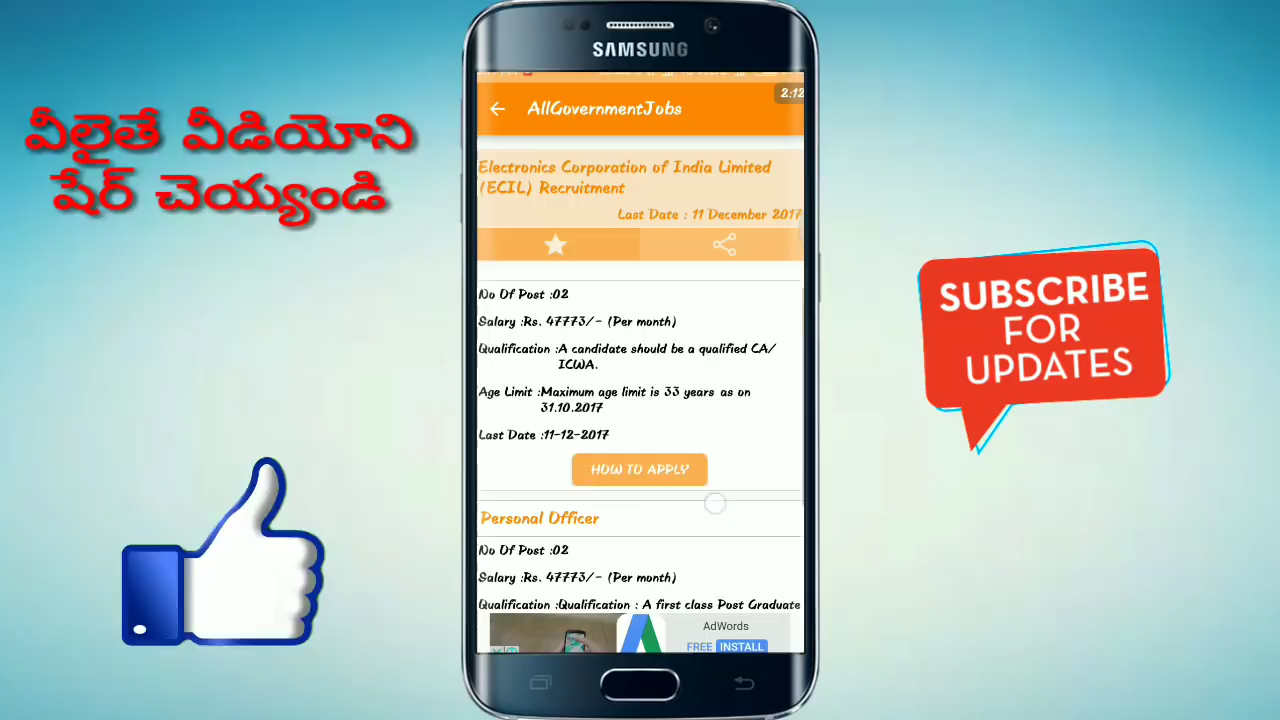 వీలైతే వీడియోని
షేర్ చెయ్యండి
SAMSUNG
2:12
AllGovernmentJobs
Electronics Corporation of India Limited
(ECIL) Recruitment
Last Date : 11 December 2017
No Of Post :02
Salary :Rs. 47773/- (Per month)
Qualification :A candidate should be a qualified CA/
ICWA.
Age Limit :Maximum age limit is 33 years as on
31.10.2017
Last Date :11-12-2017
HOW TO APPLY
Personal Officer
No Of Post :02
Salary :Rs. 47773/- (Per month)
Qualification :Qualification : A first class Post Graduate
AdWords
FREE INSTALL
SUBSCRIBE
FOR
UPDATES